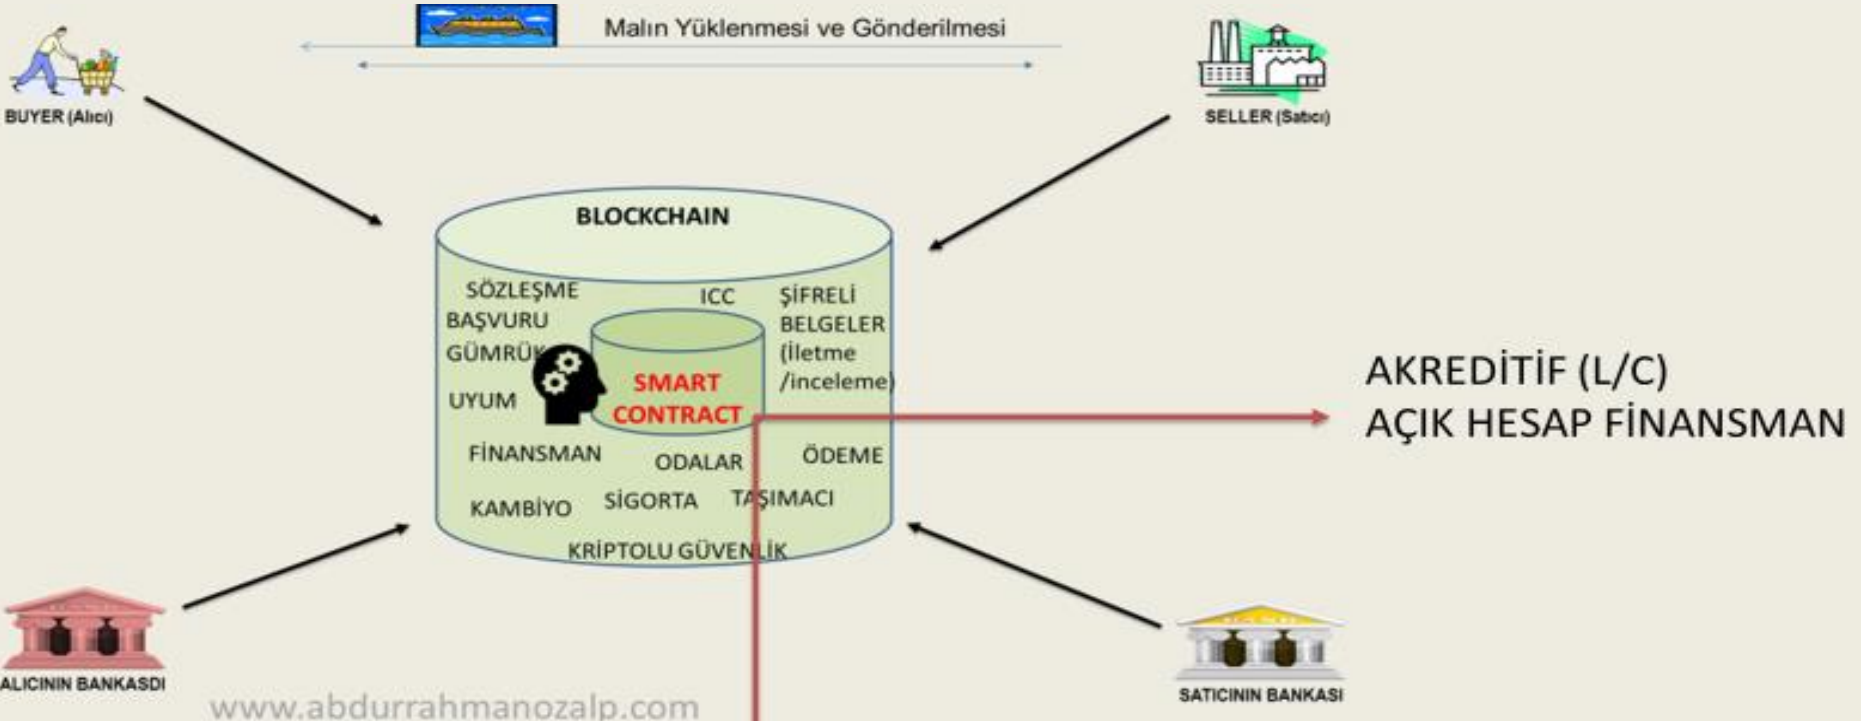 Malın Yüklenmesi ve Gönderilmesi
BUYER (Alıcı)
SELLER (Satıcı)
BLOCKCHAIN
SÖZLEŞME
BAŞVURU
GÜMRÜK
UYUM
ICC
ŞİFRELİ
BELGELER
(İletme
/inceleme)
SMART
CONTRACT
AKREDİTİF (L/C)
AÇIK HESAP FİNANSMAN
FİNANSMAN
ODALAR
ÖDEME
KAMBİYO
SİGORTA
TAŞIMACI
KRİPTOLU GÜVENLİK
ALICININ BANKASDI
SATICININ BANKASI
www.abdurrahmanozalp.com